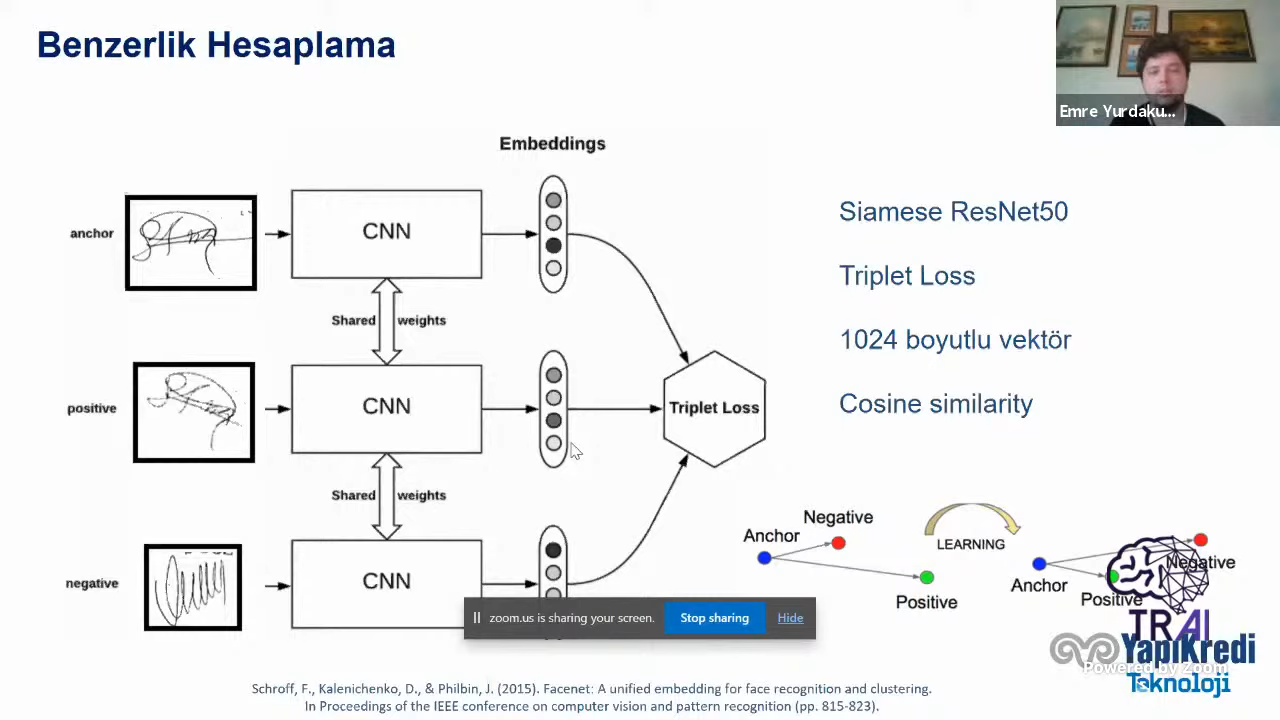 Benzerlik Hesaplama
Emre Yurdaku...
Embeddings
anchor
CNN
Shared weights
positive
CNN
Triplet Loss
Shared weights
negative
CNN
Siamese ResNet50
Triplet Loss
1024 boyutlu vektör
Cosine similarity
Anchor
Negative
Positive
LEARNING
Anchor
Negative
Positive
zoom.us is sharing your screen.
Stop sharing
Hide
TRAI
YapıKredi
Teknoloji
Powered by Zoom
Schroff, F., Kalenichenko, D., & Philbin, J. (2015). Facenet: A unified embedding for face recognition and clustering.
In Proceedings of the IEEE conference on computer vision and pattern recognition (pp. 815-823).